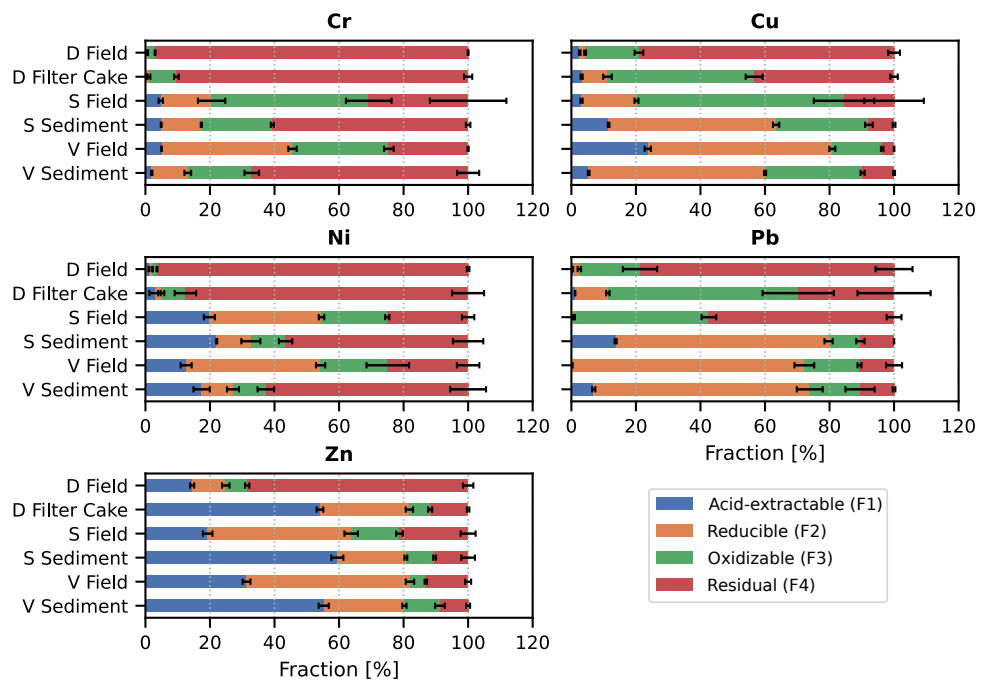 Cr
Cu
D Field
D Filter Cake
S Field
S Sediment
V Field
V Sediment
0 20 40 60 80 100 120
0 20 40 60 80 100 120
Ni
Pb
D Field
D Filter Cake
S Field
S Sediment
V Field
V Sediment
0 20 40 60 80 100 120
0 20 40 60 80 100 120
Fraction [%]
Zn
D Field
D Filter Cake
S Field
S Sediment
V Field
V Sediment
0 20 40 60 80 100 120
Fraction [%]
Acid-extractable (F1)
Reducible (F2)
Oxidizable (F3)
Residual (F4)